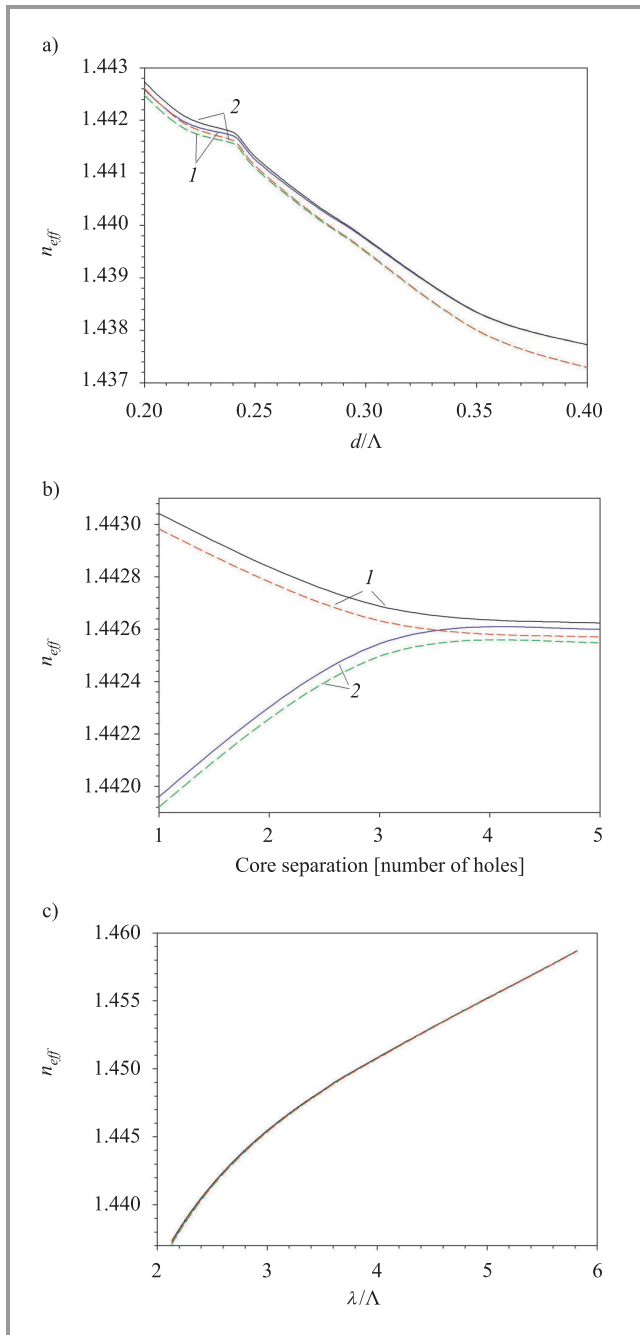 a)
1.443
1.442
1.441
1.440
1.439
1.438
1.437
n_eff
2
1
0.20 0.25 0.30 0.35 0.40
d/Λ
b)
1.4430
1.4428
1.4426
1.4424
1.4422
1.4420
n_eff
1
2
1 2 3 4 5
Core separation [number of holes]
c)
1.460
1.455
1.450
1.445
1.440
n_eff
2 3 4 5 6
λ/Λ